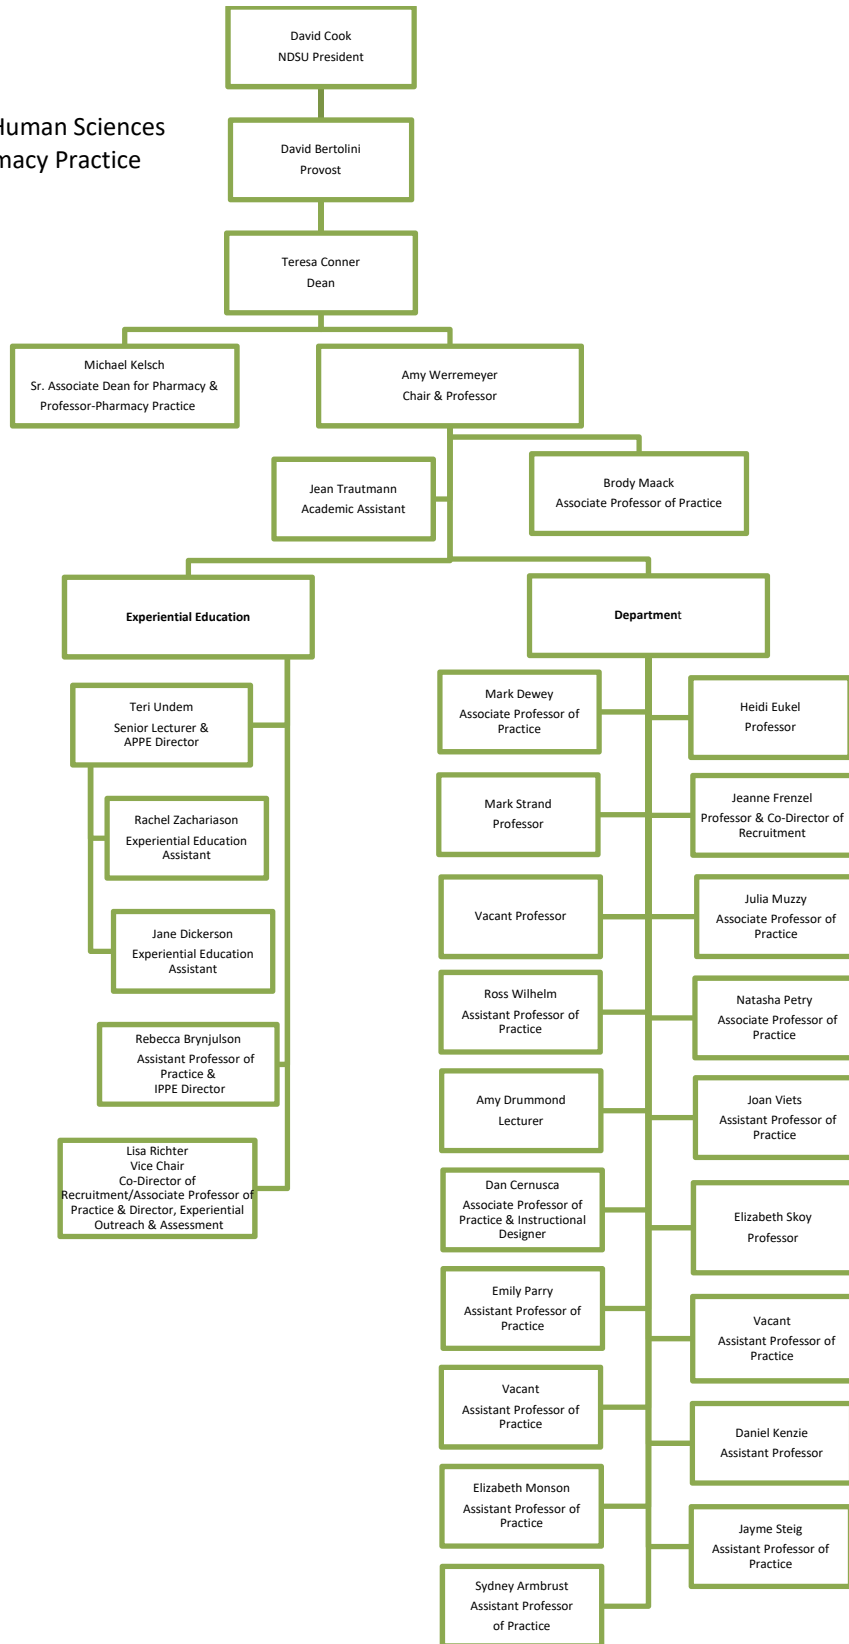 David Cook
NDSU President
Human Sciences
macy Practice
David Bertolini
Provost
Teresa Conner
Dean
Michael Kelsch
Sr. Associate Dean for Pharmacy &
Professor-Pharmacy Practice
Amy Werremeyer
Chair & Professor
Jean Trautmann
Academic Assistant
Brody Maack
Associate Professor of Practice
Experiential Education
Department
Teri Undem
Senior Lecturer &
APPE Director
Rachel Zachariason
Experiential Education
Assistant
Jane Dickerson
Experiential Education
Assistant
Rebecca Brynjulson
Assistant Professor of
Practice &
IPPE Director
Lisa Richter
Vice Chair
Co-Director of
Recruitment/Associate Professor of
Practice & Director, Experiential
Outreach & Assessment
Mark Dewey
Associate Professor of
Practice
Heidi Eukel
Professor
Mark Strand
Professor
Jeanne Frenzel
Professor & Co-Director of
Recruitment
Vacant Professor
Julia Muzzy
Associate Professor of
Practice
Ross Wilhelm
Assistant Professor of
Practice
Natasha Petry
Associate Professor of
Practice
Amy Drummond
Lecturer
Joan Viets
Assistant Professor of
Practice
Dan Cernusca
Associate Professor of
Practice & Instructional
Designer
Elizabeth Skoy
Professor
Emily Parry
Assistant Professor of
Practice
Vacant
Assistant Professor of
Practice
Vacant
Assistant Professor of
Practice
Daniel Kenzie
Assistant Professor
Elizabeth Monson
Assistant Professor of
Practice
Jayme Steig
Assistant Professor of
Practice
Sydney Armbrust
Assistant Professor
of Practice